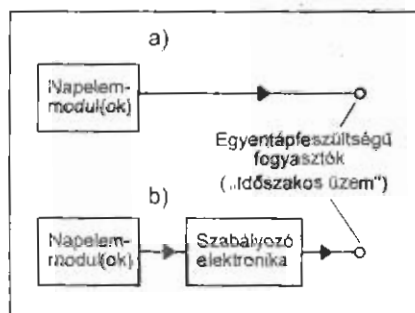 a)
Napelem-
modul(ok)
Egyentápfeszültségű
fogyasztók
(„Időszakos üzem")
b)
Napelem-
modul(ok)
Szabályozó
elektronika